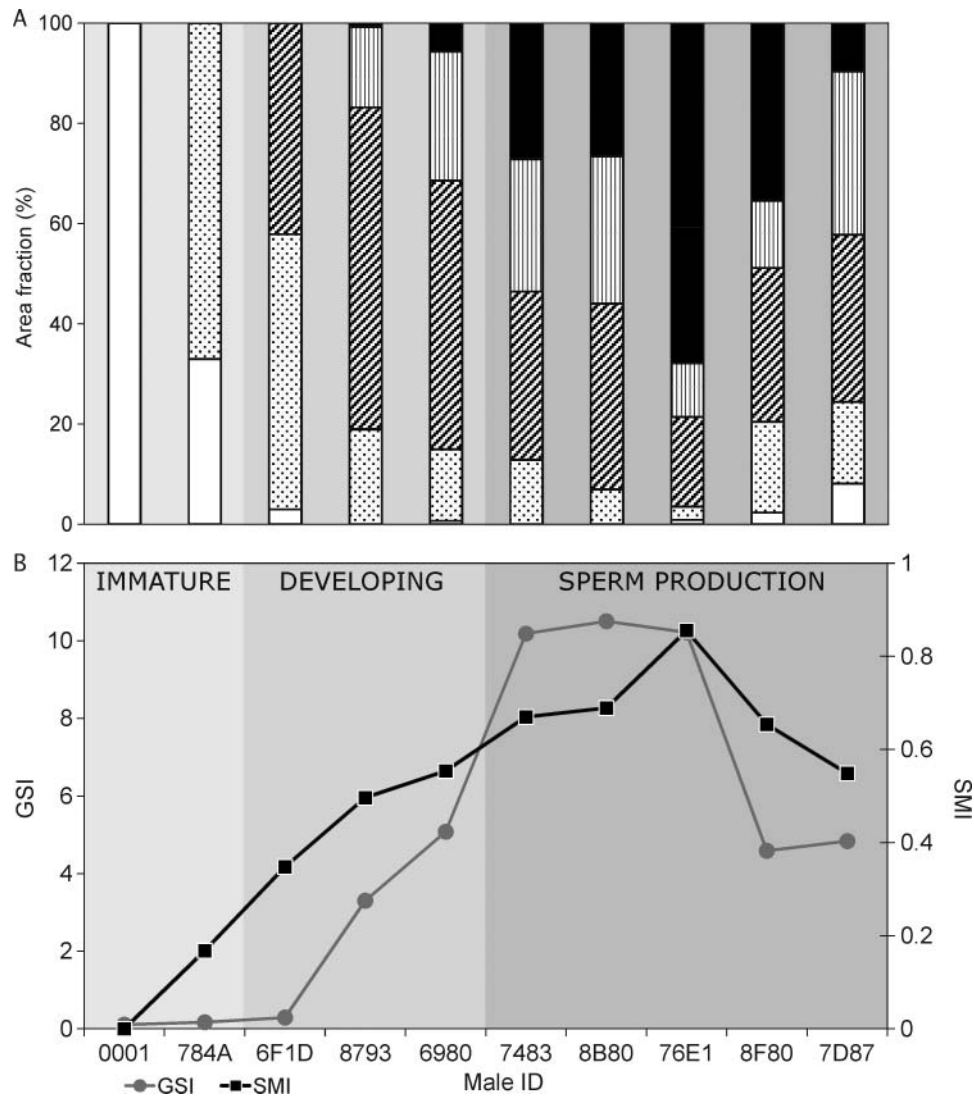 A
100
80
60
40
20
0
Area fraction (%)
B
12
10
8
6
4
2
0
GSI
IMMATURE DEVELOPING SPERM PRODUCTION
1
0.8
0.6
0.4
0.2
0
SMI
0001 784A 6F1D 8793 6980 7483 8B80 76E1 8F80 7D87
Male ID
GSI SMI